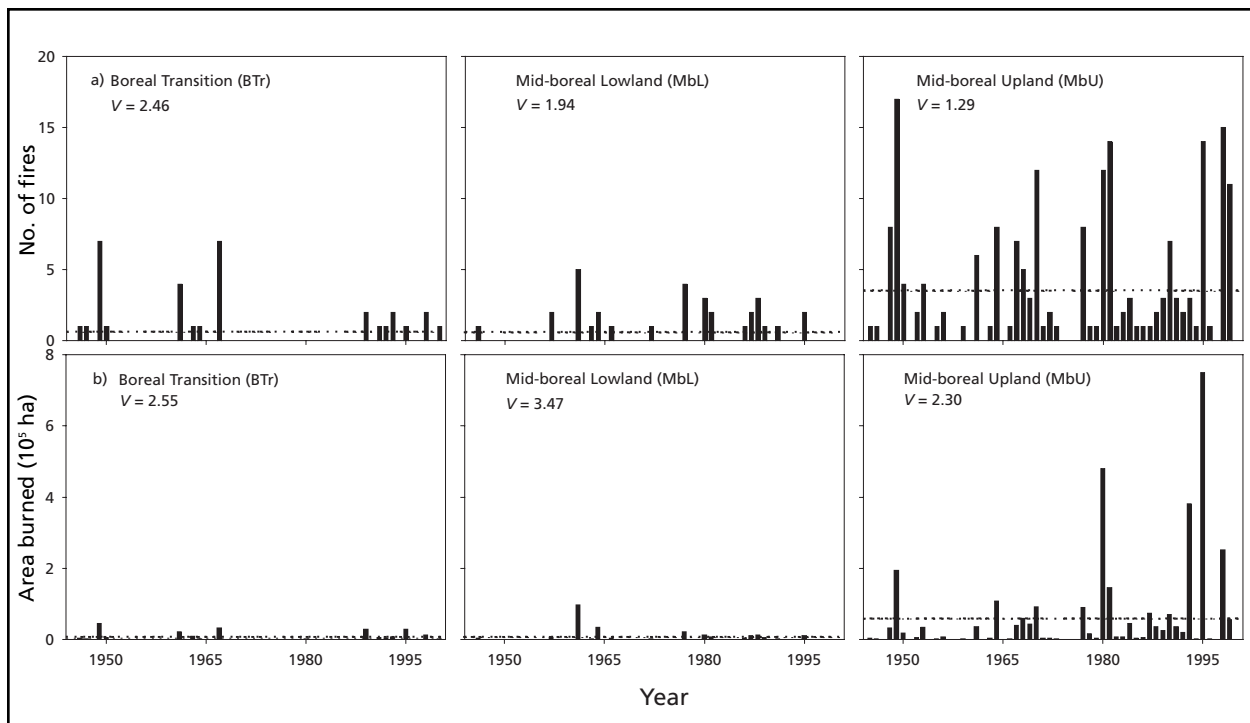 20
15
10
5
0
No. of fires
a) Boreal Transition (BTr)
V = 2.46
Mid-boreal Lowland (MbL)
V = 1.94
Mid-boreal Upland (MbU)
V = 1.29
8
6
4
2
0
Area burned (10⁵ ha)
b) Boreal Transition (BTr)
V = 2.55
Mid-boreal Lowland (MbL)
V = 3.47
Mid-boreal Upland (MbU)
V = 2.30
1950 1965 1980 1995
1950 1965 1980 1995
1950 1965 1980 1995
Year